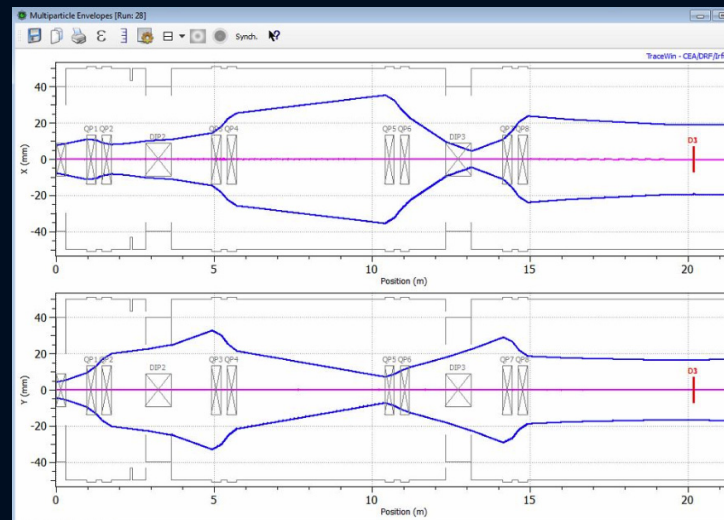 Multiparticle Envelopes [Run: 28]
ε Synch.
TraceWin - CEA/DRF/Irf
X (mm)
40
20
0
-20
-40
QP1 QP2 DIP2 QP3 QP4 QP5 QP6 DIP3 QP7 QP8 D3
0 5 10 15 20
Position (m)
Y (mm)
40
20
0
-20
-40
QP1 QP2 DIP2 QP3 QP4 QP5 QP6 DIP3 QP7 QP8 D3
0 5 10 15 20
Position (m)